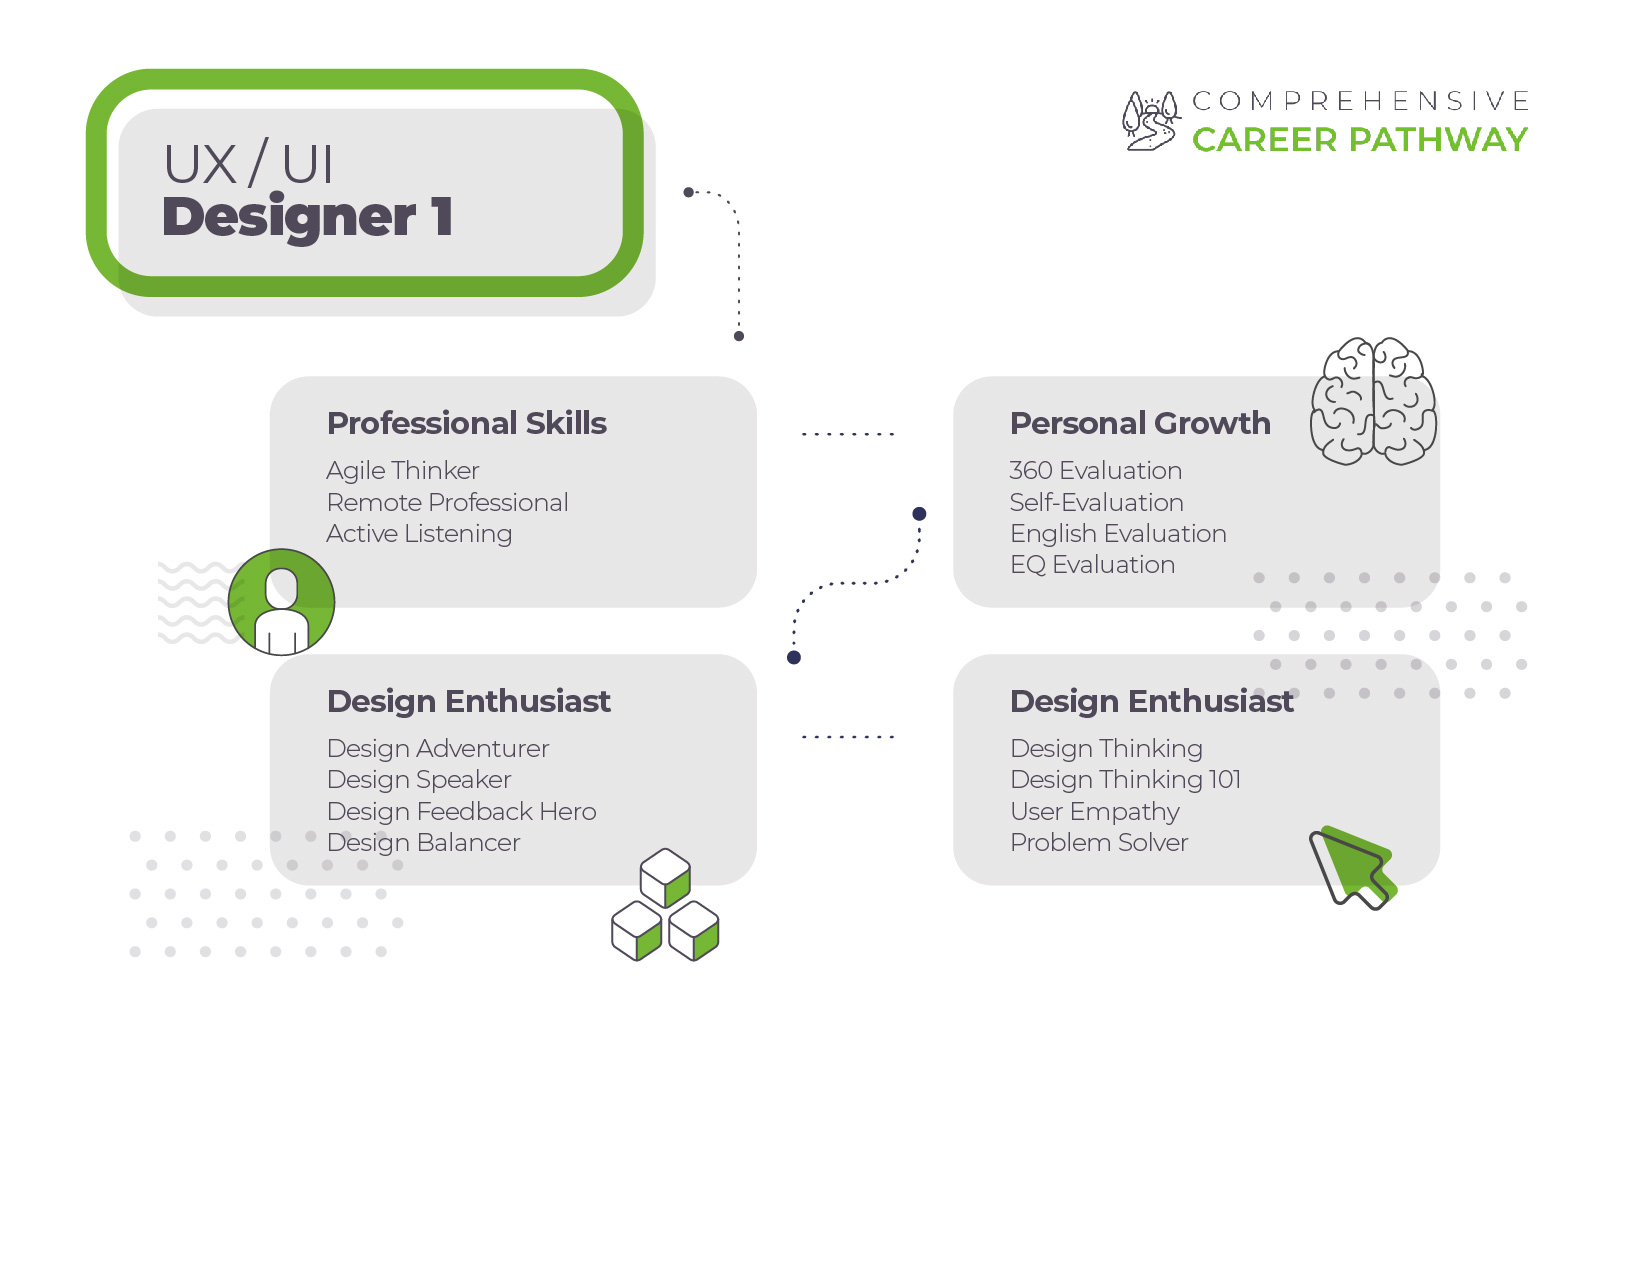 UX / UI
Designer 1
COMPREHENSIVE
CAREER PATHWAY
Professional Skills
Agile Thinker
Remote Professional
Active Listening
Personal Growth
360 Evaluation
Self-Evaluation
English Evaluation
EQ Evaluation
Design Enthusiast
Design Adventurer
Design Speaker
Design Feedback Hero
Design Balancer
Design Enthusiast
Design Thinking
Design Thinking 101
User Empathy
Problem Solver